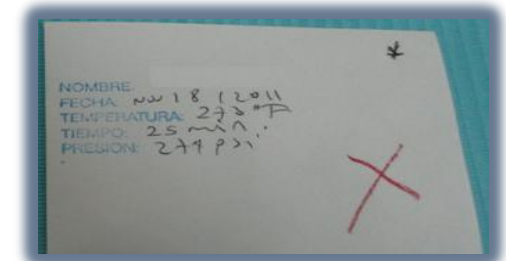 *
NOMBRE:
FECHA: Nov 18 / 2011
TEMPERATURA: 273 °F
TIEMPO: 25 min.
PRESION: 274 psi